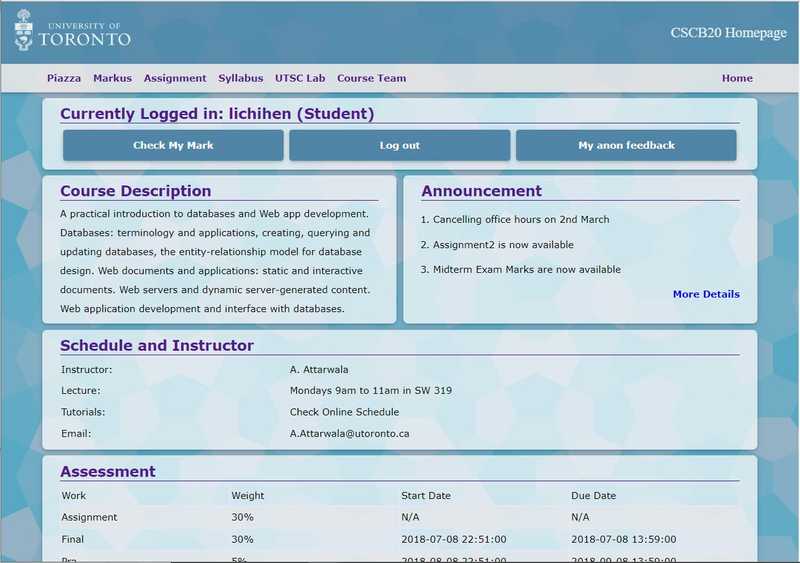 UNIVERSITY OF
TORONTO
CSCB20 Homepage
Piazza Markus Assignment Syllabus UTSC Lab Course Team Home
Currently Logged in: lichihen (Student)
Check My Mark Log out My anon feedback
Course Description
A practical introduction to databases and Web app development.
Databases: terminology and applications, creating, querying and
updating databases, the entity-relationship model for database
design. Web documents and applications: static and interactive
documents. Web servers and dynamic server-generated content.
Web application development and interface with databases.
Announcement
1. Cancelling office hours on 2nd March
2. Assignment2 is now available
3. Midterm Exam Marks are now available
More Details
Schedule and Instructor
Instructor: A. Attarwala
Lecture: Mondays 9am to 11am in SW 319
Tutorials: Check Online Schedule
Email: A.Attarwala@utoronto.ca
Assessment
Work Weight Start Date Due Date
Assignment 30% N/A N/A
Final 30% 2018-07-08 22:51:00 2018-07-08 13:59:00
Pra 5% 2018-08-08 22:51:00 2018-09-08 13:59:00